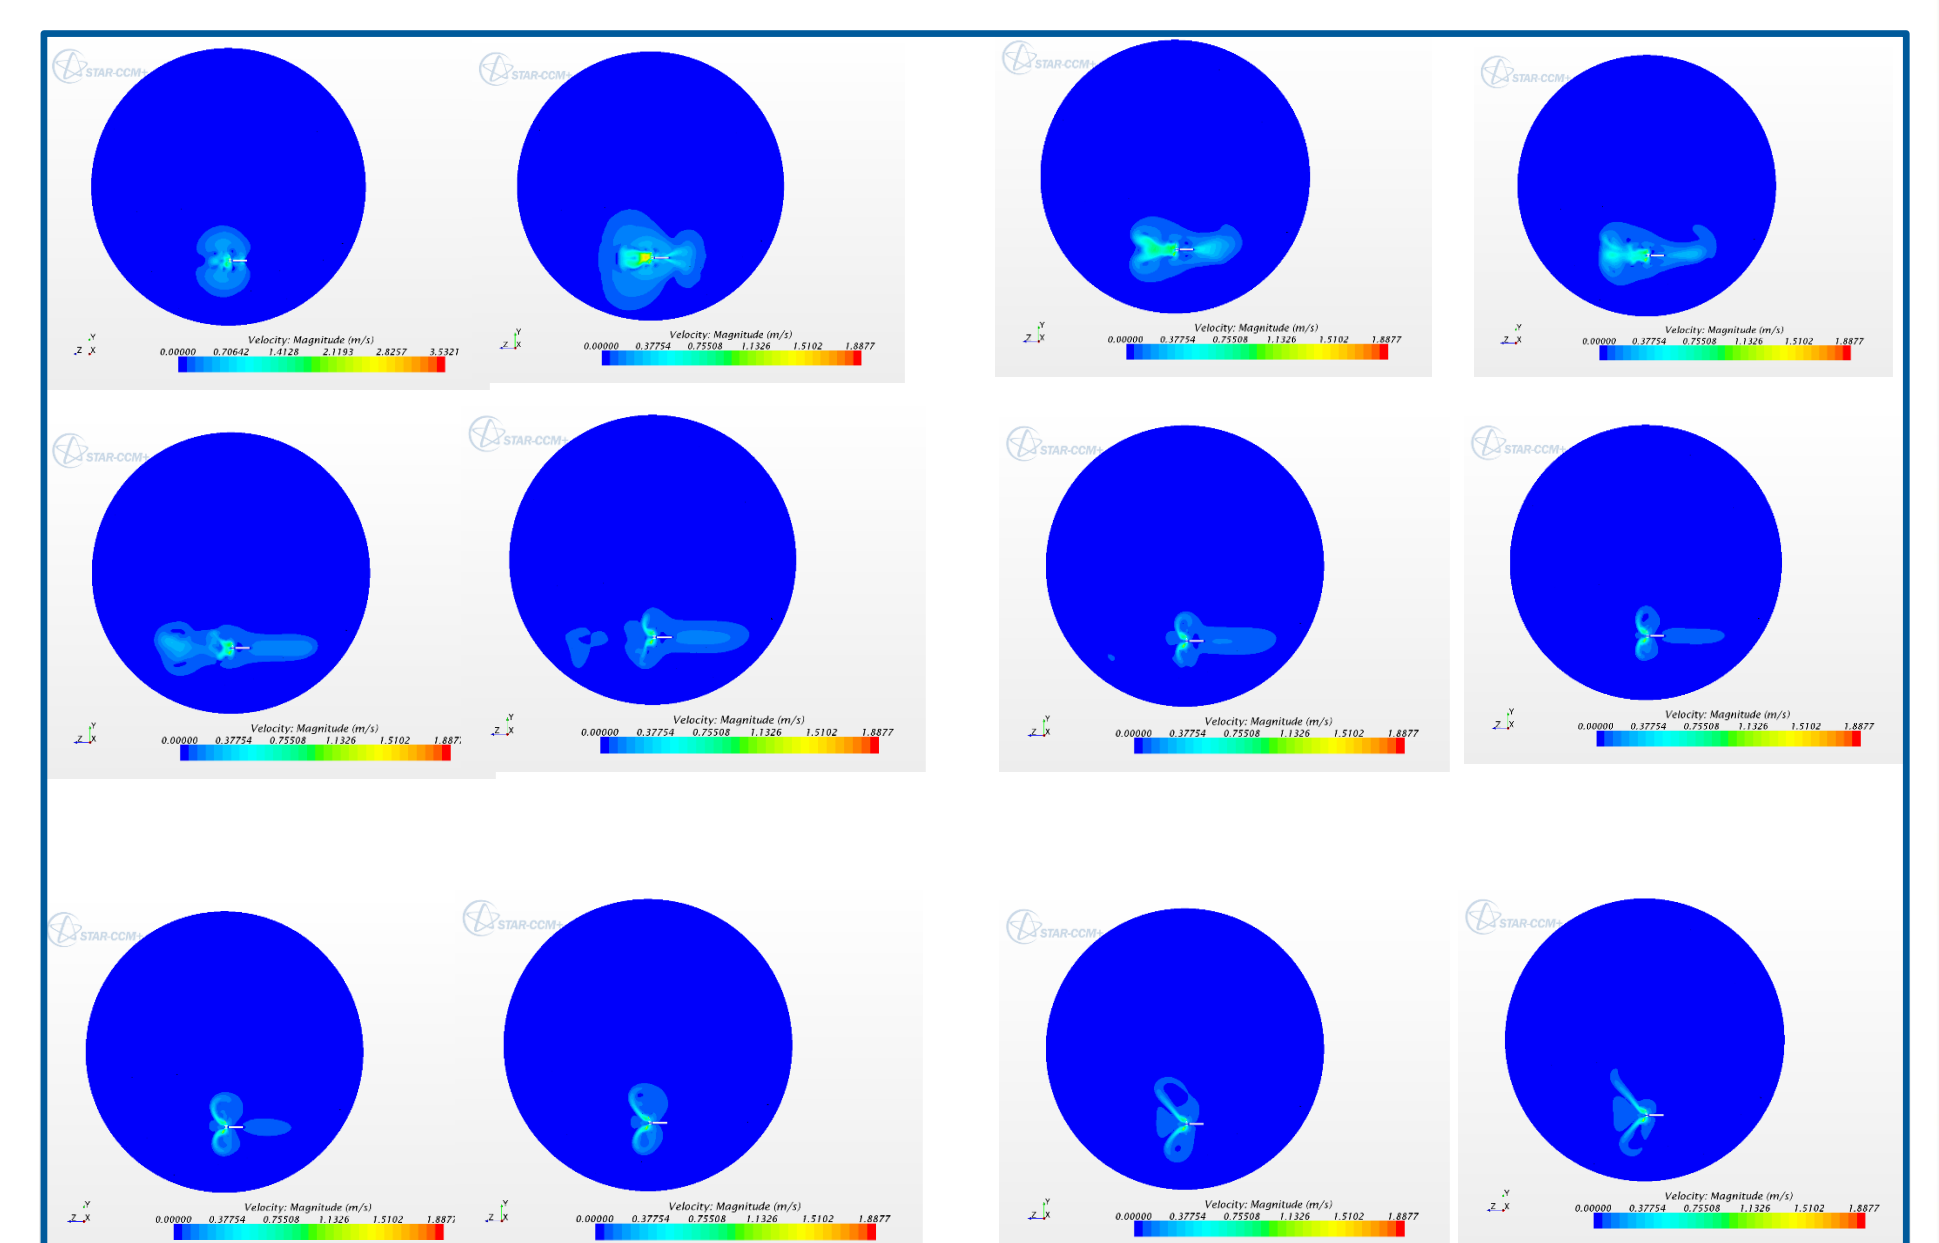 STAR-CCM+
Y
Z X
Velocity: Magnitude (m/s)
0.00000 0.70642 1.4128 2.1193 2.8257 3.5321
STAR-CCM+
Y
Z X
Velocity: Magnitude (m/s)
0.00000 0.37754 0.75508 1.1326 1.5102 1.8877
STAR-CCM+
Y
Z X
Velocity: Magnitude (m/s)
0.00000 0.37754 0.75508 1.1326 1.5102 1.8877
STAR-CCM+
Y
Z X
Velocity: Magnitude (m/s)
0.00000 0.37754 0.75508 1.1326 1.5102 1.8877
STAR-CCM+
Y
Z X
Velocity: Magnitude (m/s)
0.00000 0.37754 0.75508 1.1326 1.5102 1.887
STAR-CCM+
Y
Z X
Velocity: Magnitude (m/s)
0.00000 0.37754 0.75508 1.1326 1.5102 1.8877
STAR-CCM+
Y
Z X
Velocity: Magnitude (m/s)
0.00000 0.37754 0.75508 1.1326 1.5102 1.8877
STAR-CCM+
Y
Z X
Velocity: Magnitude (m/s)
0.00000 0.37754 0.75508 1.1326 1.5102 1.8877
STAR-CCM+
Y
Z X
Velocity: Magnitude (m/s)
0.00000 0.37754 0.75508 1.1326 1.5102 1.887
STAR-CCM+
Y
Z X
Velocity: Magnitude (m/s)
0.00000 0.37754 0.75508 1.1326 1.5102 1.8877
STAR-CCM+
Y
Z X
Velocity: Magnitude (m/s)
0.00000 0.37754 0.75508 1.1326 1.5102 1.8877
STAR-CCM+
Y
Z X
Velocity: Magnitude (m/s)
0.00000 0.37754 0.75508 1.1326 1.5102 1.8877